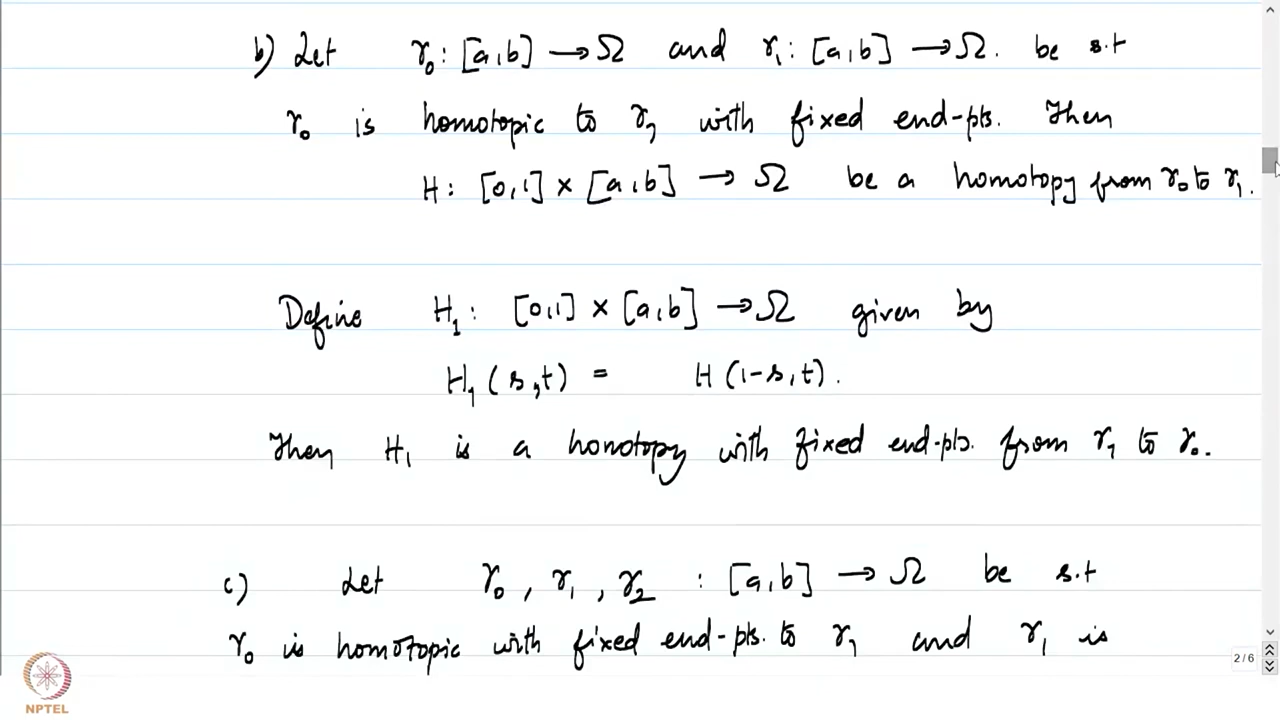 b) Let γ₀ : [a,b] → Ω and γ₁ : [a,b] → Ω. be s.t
γ₀ is homotopic to γ₁ with fixed end-pts. Then
H : [0,1] × [a,b] → Ω be a homotopy from γ₀ to γ₁.
Define H₁ : [0,1] × [a,b] → Ω given by
H₁(s,t) = H(1-s,t).
Then H₁ is a homotopy with fixed end-pts. from γ₁ to γ₀.
c) Let γ₀, γ₁, γ₂ : [a,b] → Ω be s.t
γ₀ is homotopic with fixed end-pts. to γ₁ and γ₁ is
2/6
NPTEL